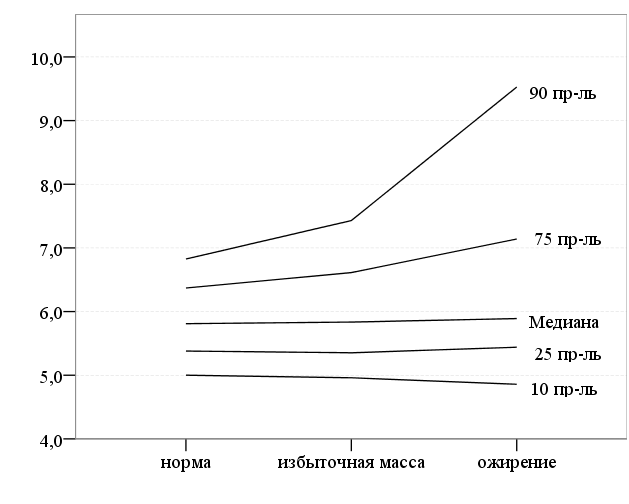 10,0
90 пр-ль
9,0
8,0
75 пр-ль
7,0
6,0
Медиана
25 пр-ль
5,0
10 пр-ль
4,0
норма избыточная масса ожирение